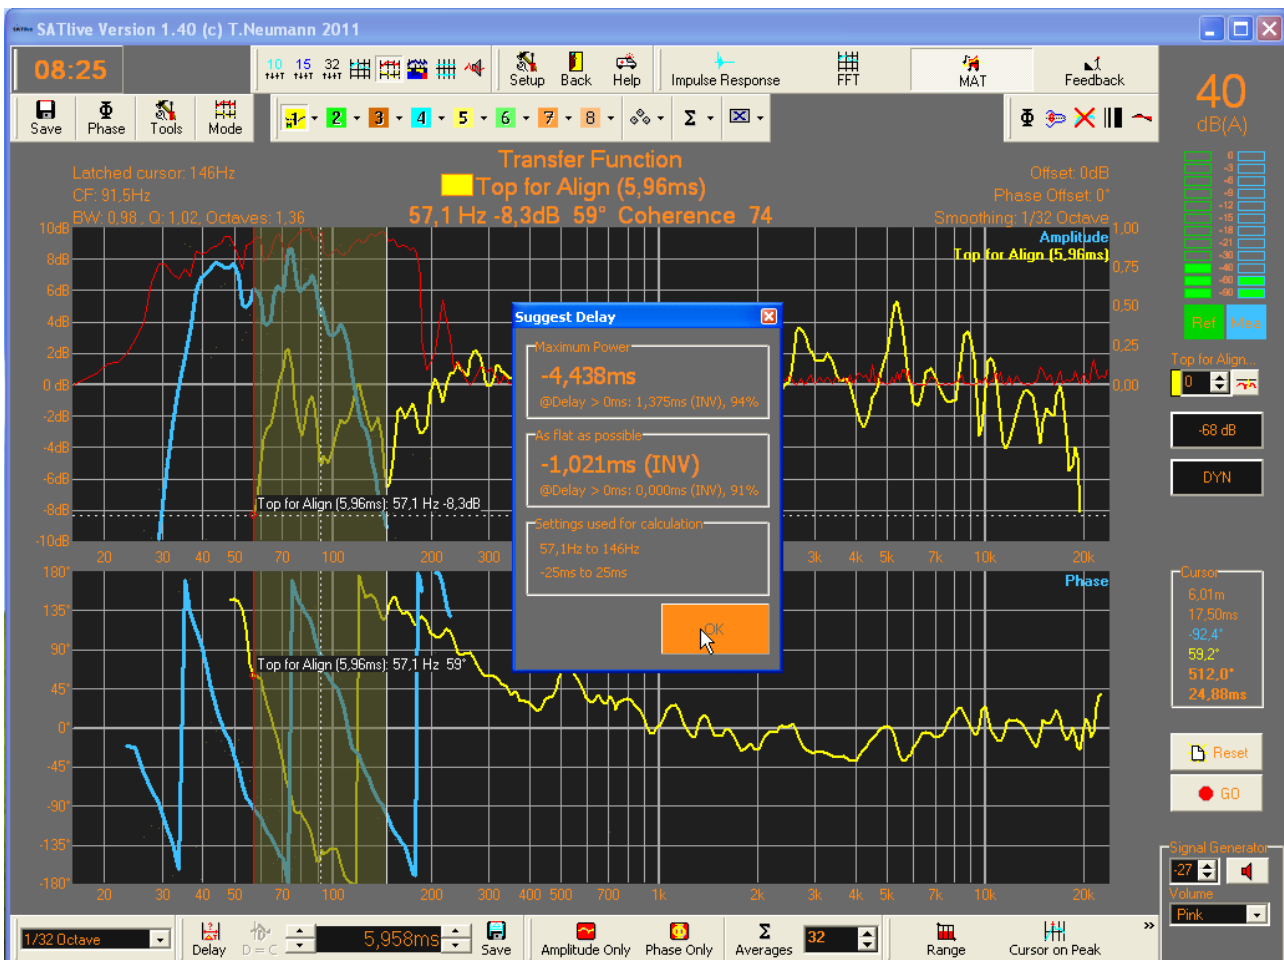 SATlive Version 1.40 (c) T.Neumann 2011
08:25
10 15 32
Setup Back Help Impulse Response FFT MAT Feedback
40
dB(A)
Save Phase Tools Mode
1 2 3 4 5 6 7 8 Σ Φ
Transfer Function
Latched cursor: 146Hz
Offset: 0dB
Top for Align (5,96ms)
CF: 91,5Hz
Phase Offset: 0°
BW: 0,98 , Q: 1,02, Octaves: 1,36
57,1 Hz -8,3dB 59° Coherence 74
Smoothing: 1/32 Octave
0
-3
-6
-9
-12
-15
-18
-21
-30
-40
-60
-90
Ref
10dB
8dB
6dB
4dB
2dB
0 dB
-2dB
-4dB
-6dB
-8dB
-10dB
1,00
0,75
0,50
0,25
0,00
Amplitude
Top for Align (5,96ms)
Top for Align (5,96ms): 57,1 Hz -8,3dB
20 30 40 50 70 100 200 300 3k 4k 5k 7k 10k 20k
Suggest Delay
Maximum Power
-4,438ms
@Delay > 0ms: 1,375ms (INV), 94%
As flat as possible
-1,021ms (INV)
@Delay > 0ms: 0,000ms (INV), 91%
Settings used for calculation
57,1Hz to 146Hz
-25ms to 25ms
OK
Top for Align...
0
-68 dB
DYN
180°
135°
90°
45°
0°
-45°
-90°
-135°
-180°
Phase
Top for Align (5,96ms): 57,1 Hz 59°
20 30 40 50 70 100 200 300 400 500 700 1k 2k 3k 4k 5k 7k 10k 20k
Cursor
6,01m
17,50ms
-92,4°
59,2°
512,0°
24,88ms
Reset
GO
Signal Generator
-27
Volume
Pink
1/32 Octave
Delay
D = C
5,958ms
Save
Amplitude Only
Phase Only
Σ
Averages
32
Range
Cursor on Peak
»